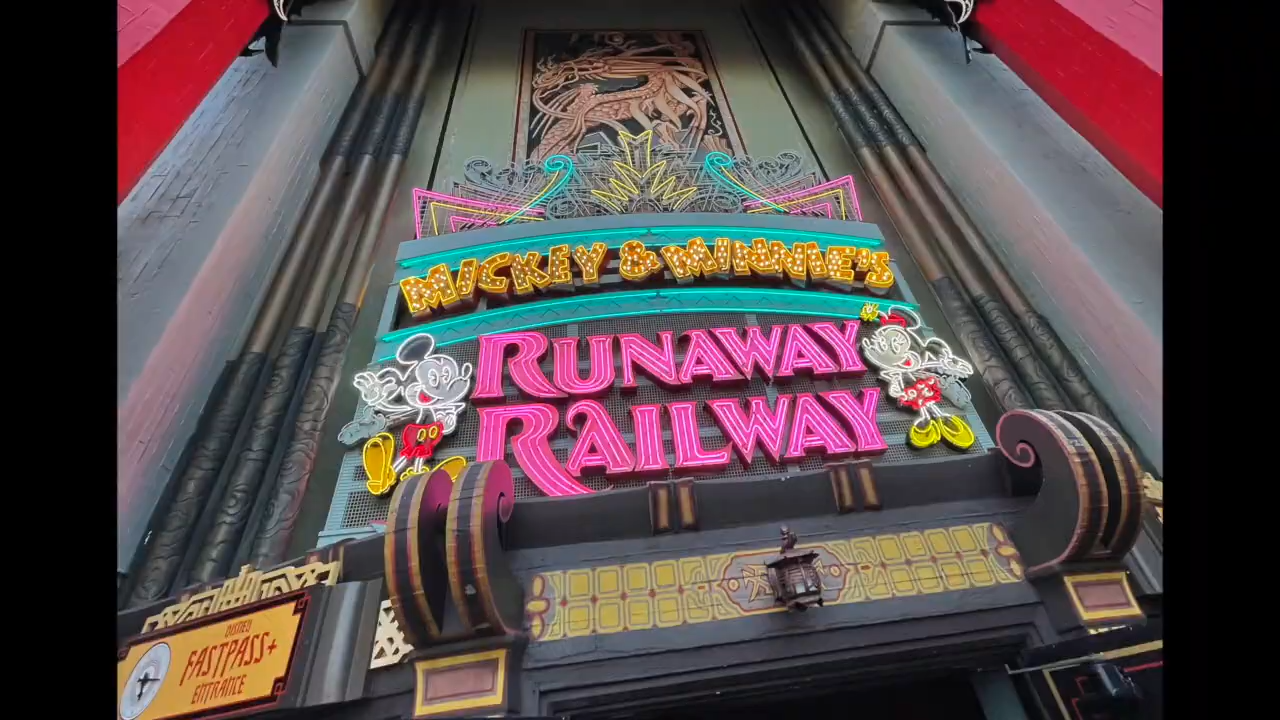 MICKEY & MINNIE'S
RUNAWAY
RAILWAY
DISNEY
FASTPASS+
ENTRANCE